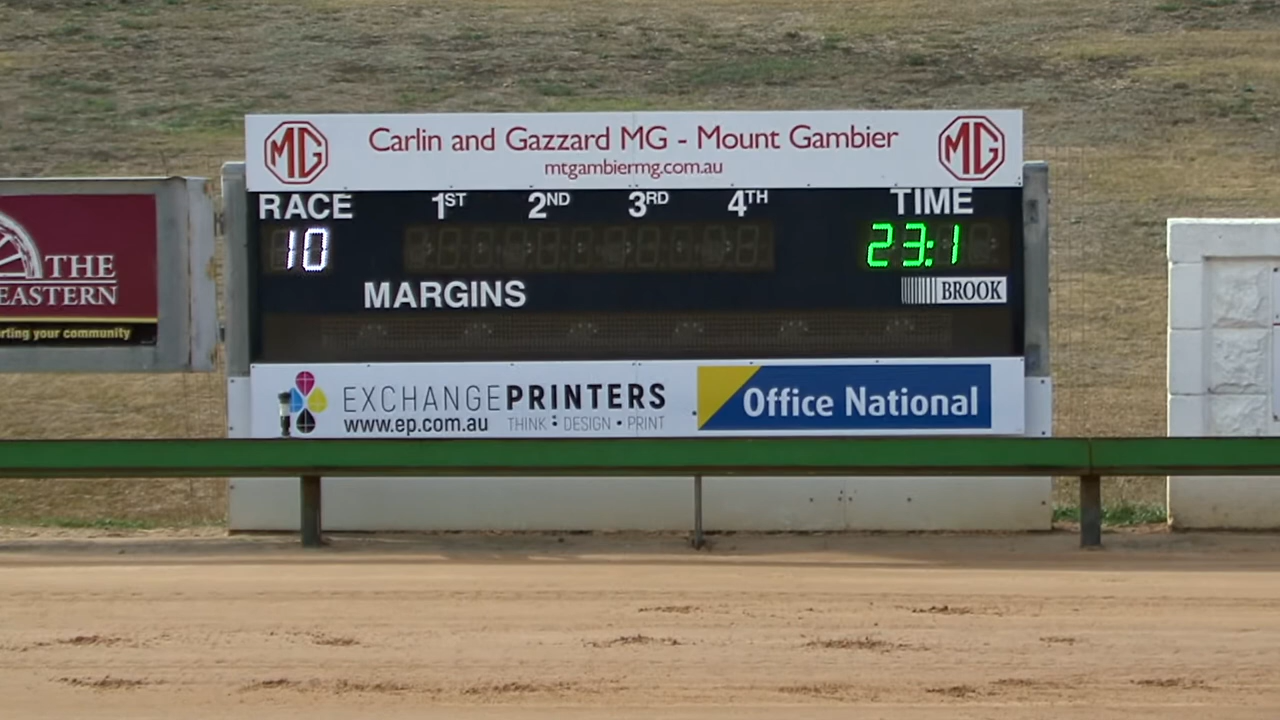 MG Carlin and Gazzard MG - Mount Gambier MG
mtgambiermg.com.au
RACE 1ST 2ND 3RD 4TH TIME
10 23:1
MARGINS BROOK
THE
EASTERN
rting your community
EXCHANGEPRINTERS
www.ep.com.au THINK : DESIGN • PRINT
Office National